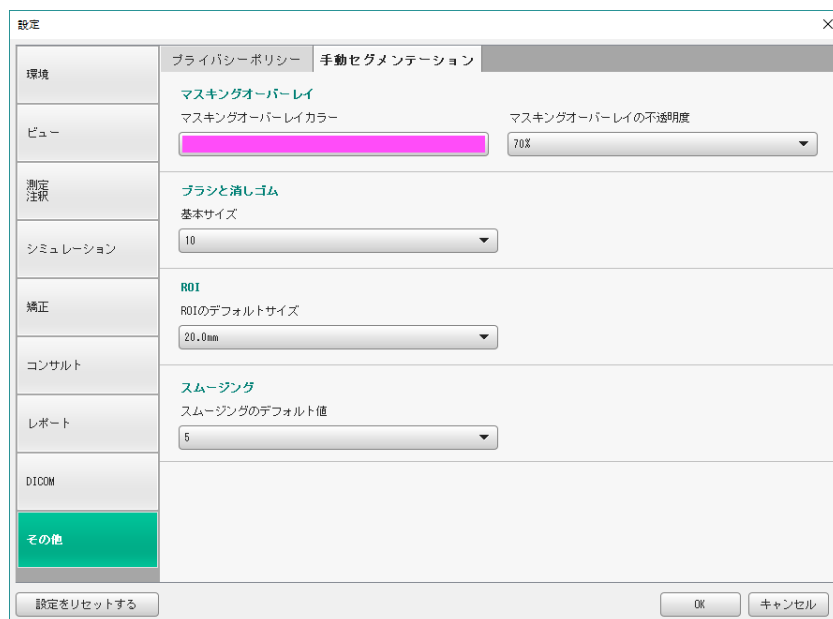 設定
環境
ビュー
測定
注釈
シミュレーション
矯正
コンサルト
レポート
DICOM
その他
プライバシーポリシー
手動セグメンテーション
マスキングオーバーレイ
マスキングオーバーレイカラー
マスキングオーバーレイの不透明度
70%
ブラシと消しゴム
基本サイズ
10
ROI
ROIのデフォルトサイズ
20.0mm
スムージング
スムージングのデフォルト値
5
設定をリセットする
OK
キャンセル